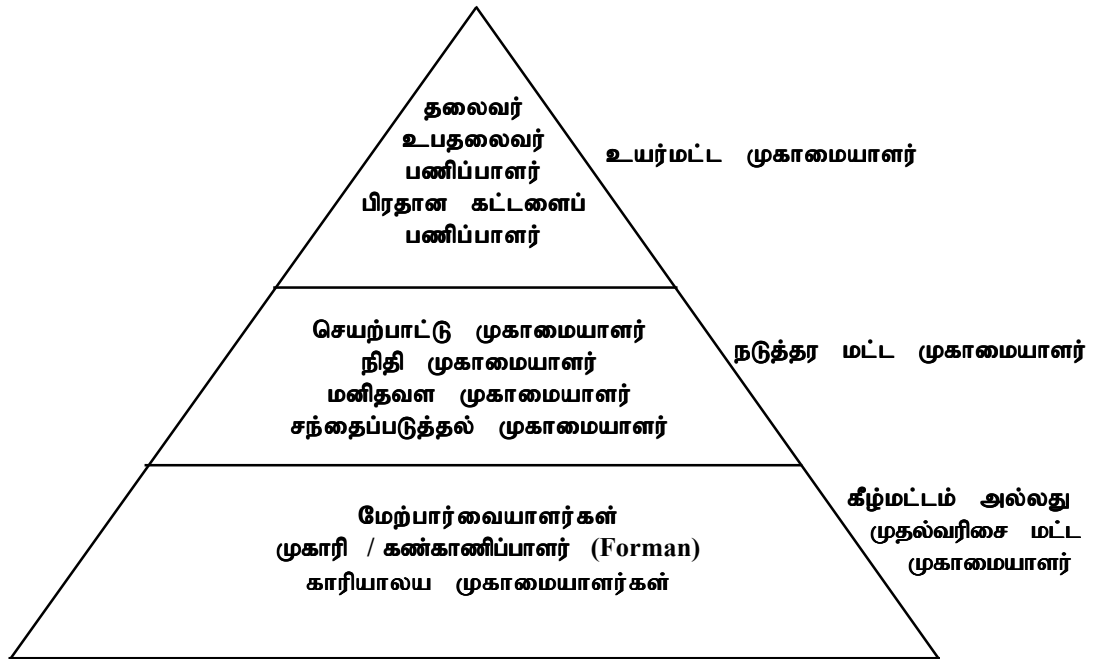 தலைவர்
உபதலைவர்
பணிப்பாளர்
பிரதான கட்டளைப்
பணிப்பாளர்
உயர்மட்ட முகாமையாளர்
செயற்பாட்டு முகாமையாளர்
நிதி முகாமையாளர்
மனிதவள முகாமையாளர்
சந்தைப்படுத்தல் முகாமையாளர்
நடுத்தர மட்ட முகாமையாளர்
மேற்பார்வையாளர்கள்
முகாரி / கண்காணிப்பாளர் (Forman)
காரியாலய முகாமையாளர்கள்
கீழ்மட்டம் அல்லது
முதல்வரிசை மட்ட
முகாமையாளர்